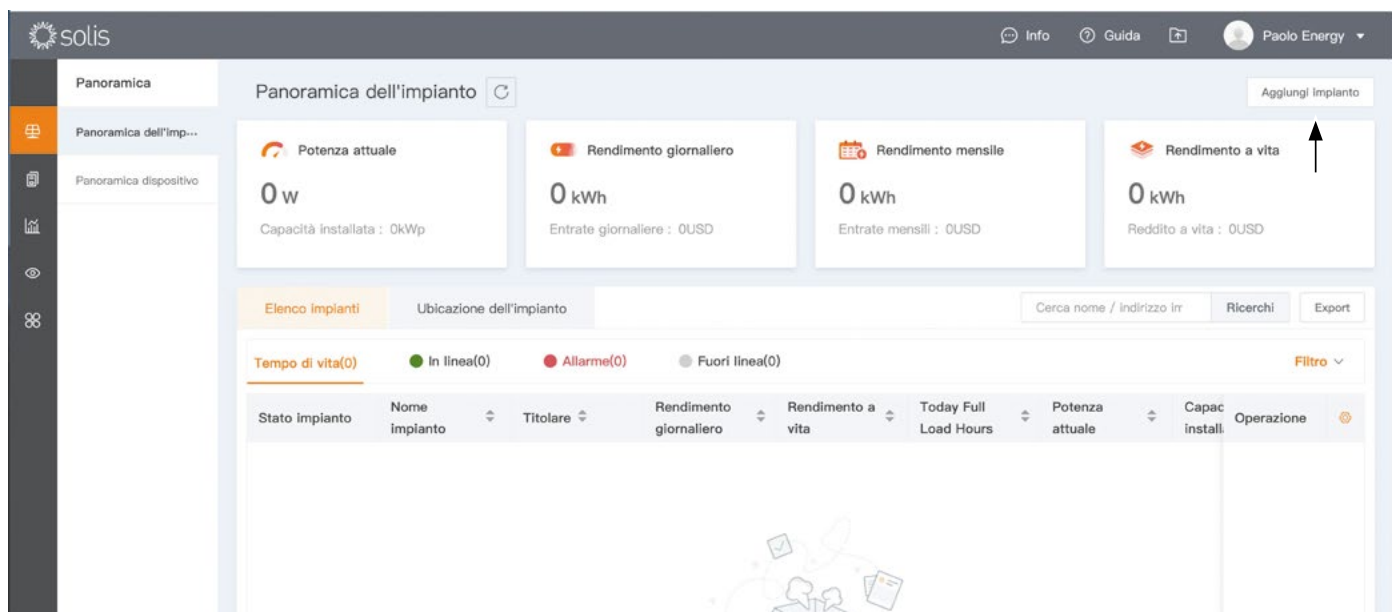 solis
Info
Guida
Paolo Energy
Panoramica
Panoramica dell'imp...
Panoramica dispositivo
Panoramica dell'impianto
Aggiungi impianto
Potenza attuale
0 W
Capacità installata : 0kWp
Rendimento giornaliero
0 kWh
Entrate giornaliere : 0USD
Rendimento mensile
0 kWh
Entrate mensili : 0USD
Rendimento a vita
0 kWh
Reddito a vita : 0USD
Elenco impianti
Ubicazione dell'impianto
Cerca nome / indirizzo
Ricerchi
Export
Tempo di vita(0)
In linea(0)
Allarme(0)
Fuori linea(0)
Filtro
Stato impianto
Nome
impianto
Titolare
Rendimento
giornaliero
Rendimento a
vita
Today Full
Load Hours
Potenza
attuale
Capac
install
Operazione